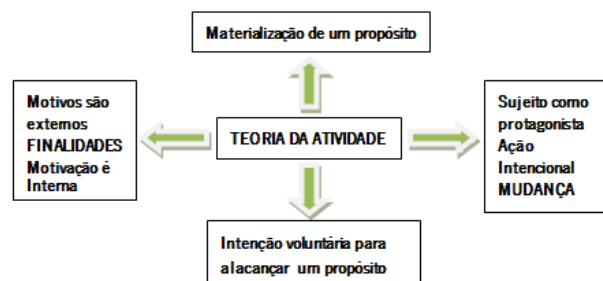 Materialização de um propósito
Motivos são
externos
FINALIDADES
Motivação é
Interna
TEORIA DA ATIVIDADE
Sujeito como
protagonista
Ação
Intencional
MUDANÇA
Intenção voluntária para
alacançar um propósito